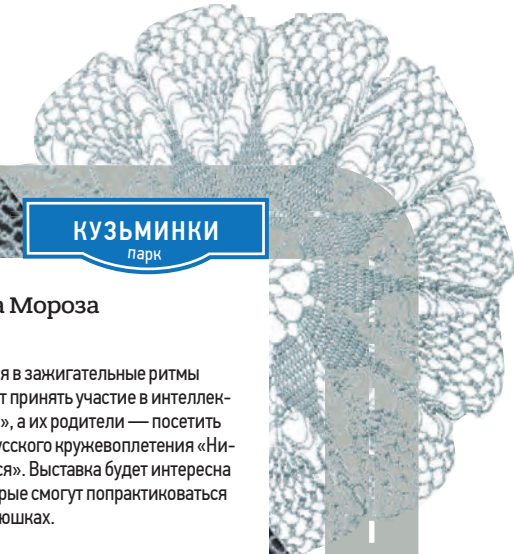 КУЗЬМИНКИ
парк
а Мороза
я в зажигательные ритмы
т принять участие в интеллек-
», а их родители — посетить
усского кружевоплетения «Ни-
ся». Выставка будет интересна
рые смогут попрактиковаться
юшках.